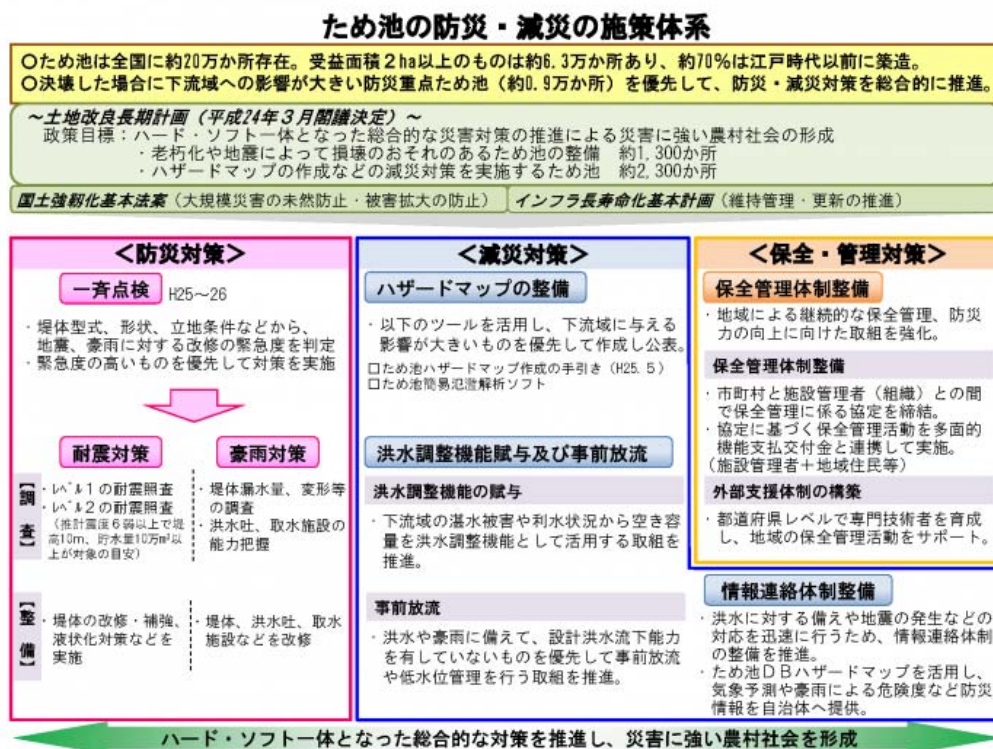 ため池の防災・減災の施策体系
○ため池は全国に約20万か所存在。受益面積2ha以上のものは約6.3万か所あり、約70%は江戸時代以前に築造。
○決壊した場合に下流域への影響が大きい防災重点ため池（約0.9万か所）を優先して、防災・減災対策を総合的に推進。
～土地改良長期計画（平成24年3月閣議決定）～
政策目標：ハード・ソフト一体となった総合的な災害対策の推進による災害に強い農村社会の形成
・老朽化や地震によって損壊のおそれのあるため池の整備　約1,300か所
・ハザードマップの作成などの減災対策を実施するため池　約2,300か所
国土強靱化基本法案（大規模災害の未然防止・被害拡大の防止）
インフラ長寿命化基本計画（維持管理・更新の推進）
＜防災対策＞
一斉点検 H25～26
・堤体型式、形状、立地条件などから、
地震、豪雨に対する改修の緊急度を判定
・緊急度の高いものを優先して対策を実施
耐震対策
豪雨対策
【調査】
・レベル1の耐震照査
・レベル2の耐震照査
（推計震度6弱以上で堤
高10m、貯水量10万m³以
上が対象の目安）
・堤体漏水量、変形等
の調査
・洪水吐、取水施設の
能力把握
【整備】
・堤体の改修・補強、
液状化対策などを
実施
・堤体、洪水吐、取水
施設などを改修
＜減災対策＞
ハザードマップの整備
・以下のツールを活用し、下流域に与える
影響が大きいものを優先して作成し公表。
□ため池ハザードマップ作成の手引き（H25.5）
□ため池簡易氾濫解析ソフト
洪水調整機能賦与及び事前放流
洪水調整機能の賦与
・下流域の湛水被害や利水状況から空き容
量を洪水調整機能として活用する取組を
推進。
事前放流
・洪水や豪雨に備えて、設計洪水流下能力
を有していないものを優先して事前放流
や低水位管理を行う取組を推進。
＜保全・管理対策＞
保全管理体制整備
・地域による継続的な保全管理、防災
力の向上に向けた取組を強化。
保全管理体制整備
・市町村と施設管理者（組織）との間
で保全管理に係る協定を締結。
・協定に基づく保全管理活動を多面的
機能支払交付金と連携して実施。
（施設管理者＋地域住民等）
外部支援体制の構築
・都道府県レベルで専門技術者を育成
し、地域の保全管理活動をサポート。
情報連絡体制整備
・洪水に対する備えや地震の発生などの
対応を迅速に行うため、情報連絡体制
の整備を推進。
・ため池DBハザードマップを活用し、
気象予測や豪雨による危険度など防災
情報を自治体へ提供。
ハード・ソフト一体となった総合的な対策を推進し、災害に強い農村社会を形成